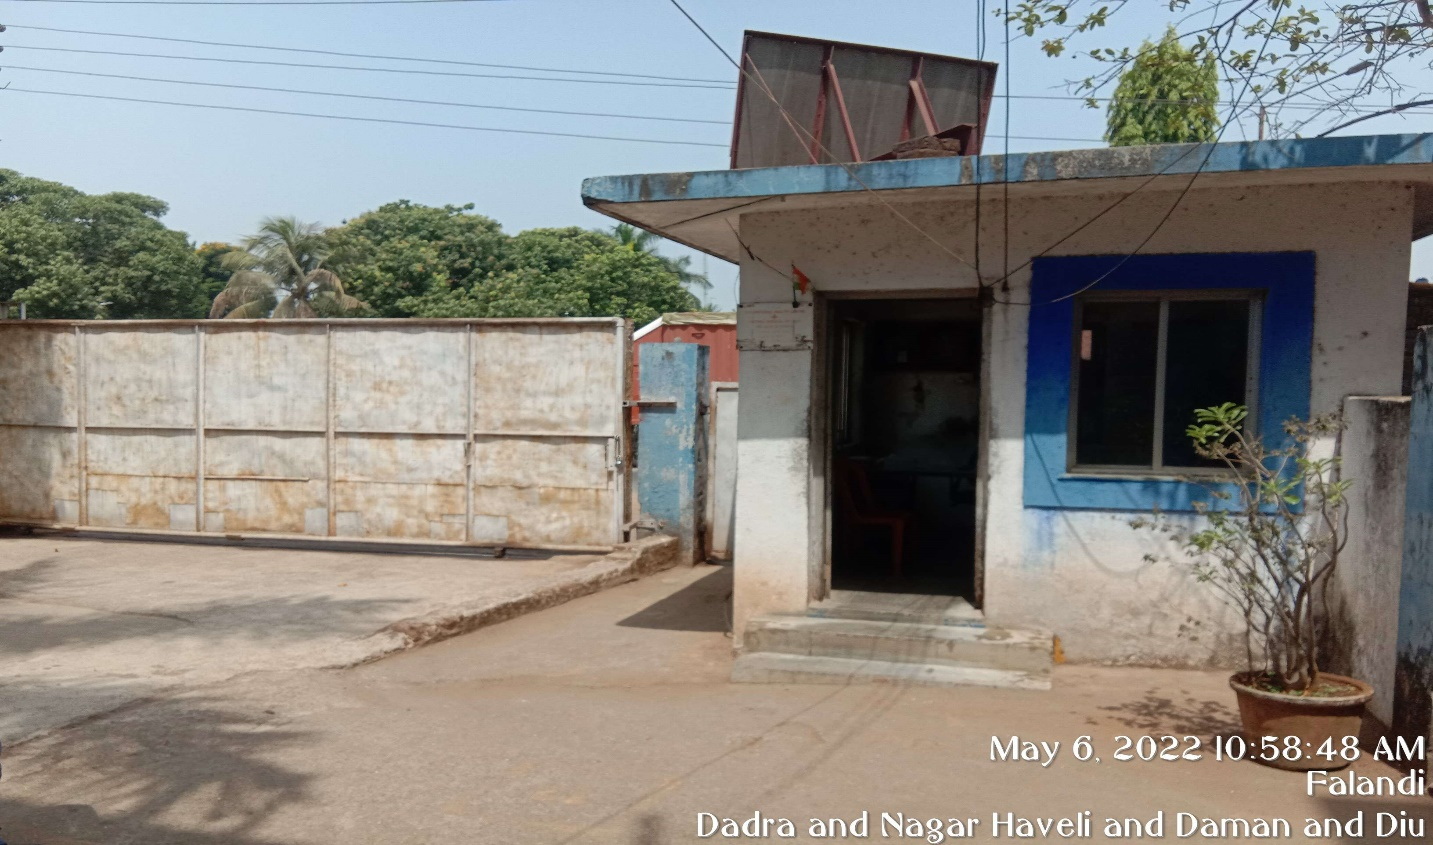 May 6, 2022 10:58:48 AM
Falandi
Dadra and Nagar Haveli and Daman and Diu